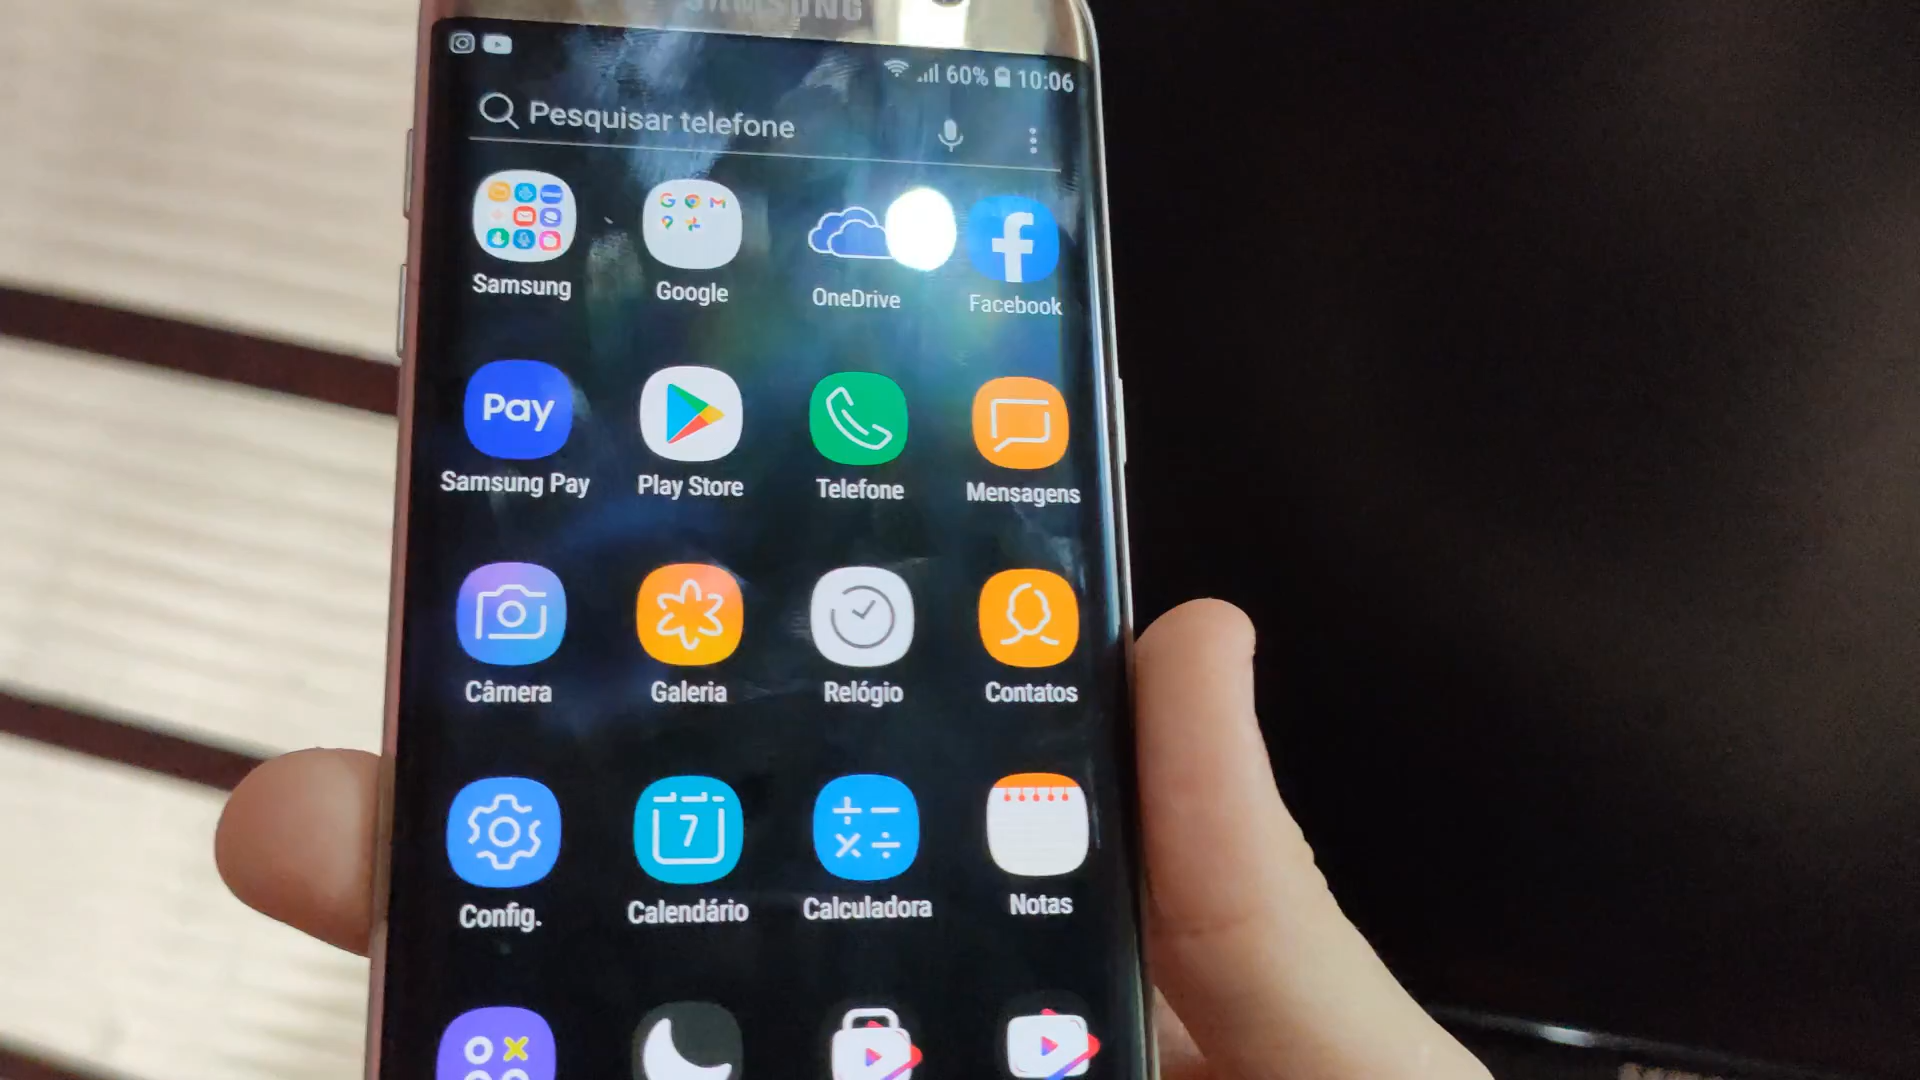 SAMSUNG
60% 10:06
Pesquisar telefone
Samsung Google OneDrive Facebook
Pay
Samsung Pay Play Store Telefone Mensagens
Câmera Galeria Relógio Contatos
7
Config. Calendário Calculadora Notas